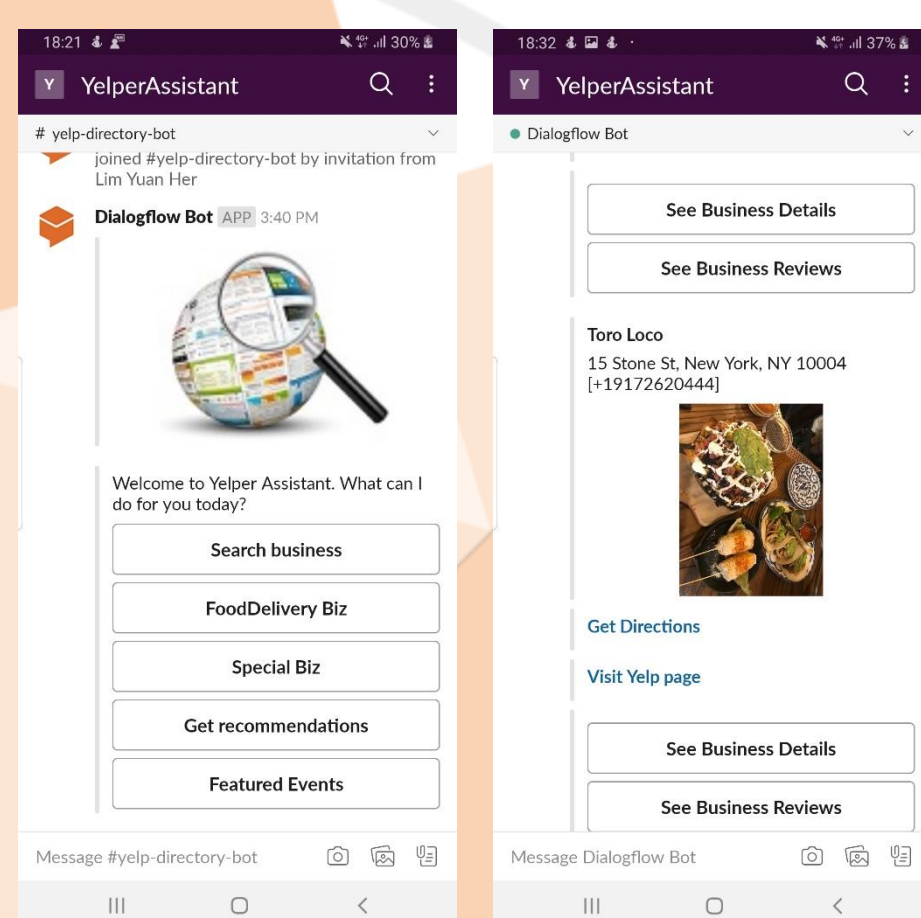 18:21
30%
Y YelperAssistant
# yelp-directory-bot
joined #yelp-directory-bot by invitation from
Lim Yuan Her
Dialogflow Bot APP 3:40 PM
Welcome to Yelper Assistant. What can I
do for you today?
Search business
FoodDelivery Biz
Special Biz
Get recommendations
Featured Events
Message #yelp-directory-bot
18:32
37%
Y YelperAssistant
Dialogflow Bot
See Business Details
See Business Reviews
Toro Loco
15 Stone St, New York, NY 10004
[+19172620444]
Get Directions
Visit Yelp page
See Business Details
See Business Reviews
Message Dialogflow Bot